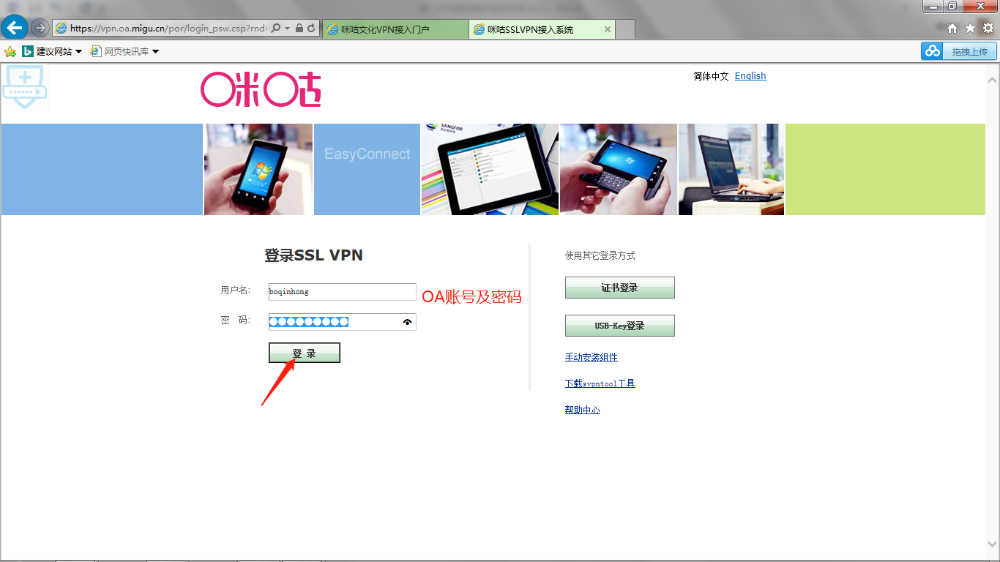 https://vpn.oa.migu.cn/por/login_psw.csp?rnd=
咪咕文化VPN接入门户
咪咕SSLVPN接入系统
建议网站
网页快讯库
拖拽上传
咪咕
简体中文 English
EasyConnect
SANGFOR
登录SSL VPN
用户名:
boqinhong
OA账号及密码
密 码:
登 录
使用其它登录方式
证书登录
USB-Key登录
手动安装组件
下载svpntool工具
帮助中心